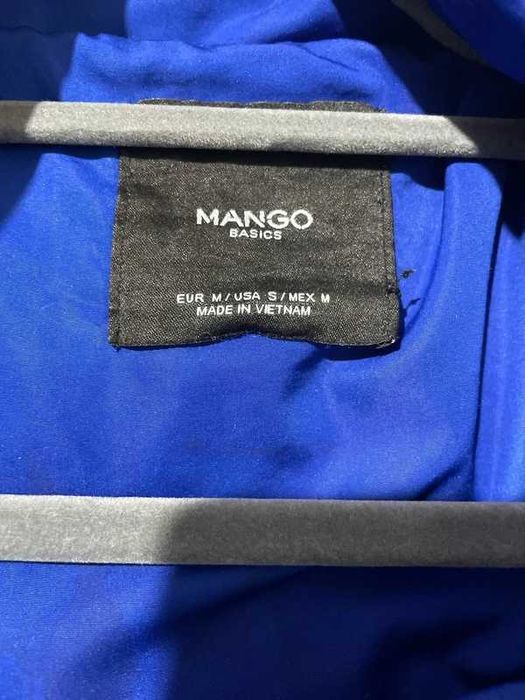 MANGO
BASICS
EUR M / USA S / MEX M
MADE IN VIETNAM